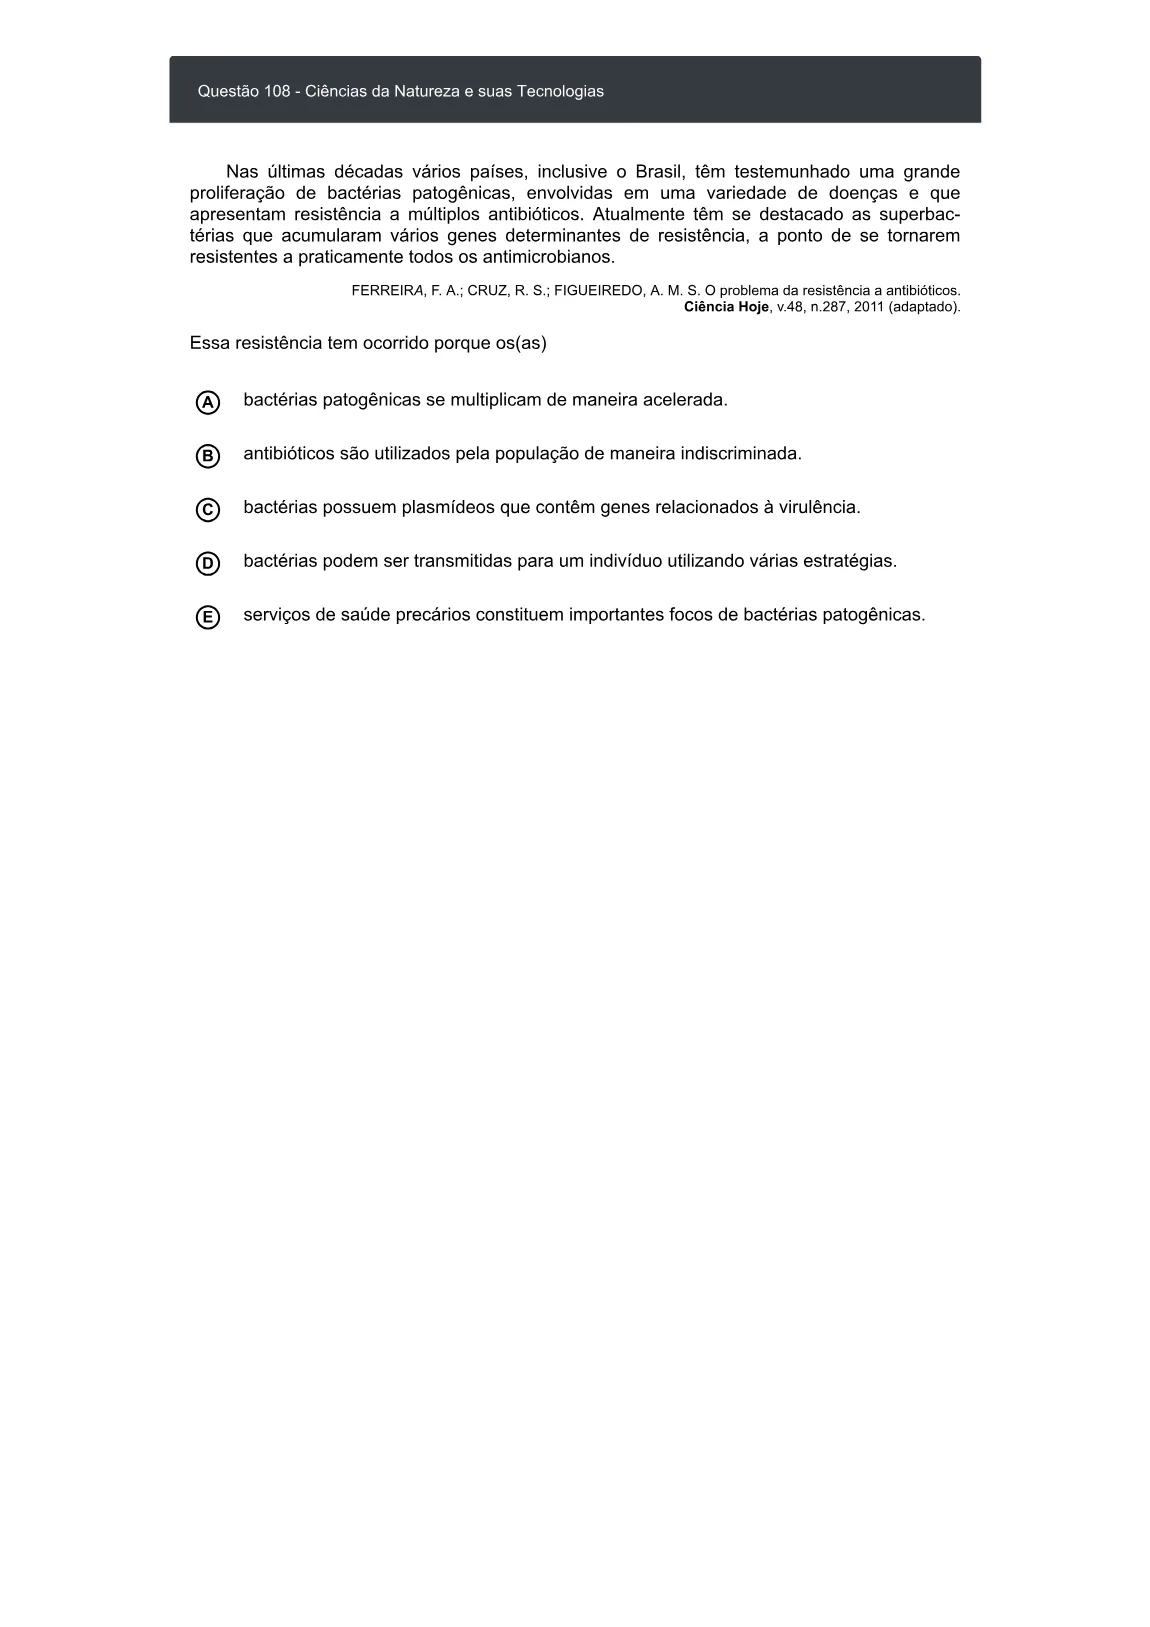 Questão 108 - Ciências da Natureza e suas Tecnologias
Nas últimas décadas vários países, inclusive o Brasil, têm testemunhado uma grande
proliferação de bactérias patogênicas, envolvidas em uma variedade de doenças e que
apresentam resistência a múltiplos antibióticos. Atualmente têm se destacado as superbac-
térias que acumularam vários genes determinantes de resistência, a ponto de se tornarem
resistentes a praticamente todos os antimicrobianos.
FERREIRA, F. A.; CRUZ, R. S.; FIGUEIREDO, A. M. S. O problema da resistência a antibióticos.
Ciência Hoje, v.48, n.287, 2011 (adaptado).
Essa resistência tem ocorrido porque os(as)
A bactérias patogênicas se multiplicam de maneira acelerada.
B antibióticos são utilizados pela população de maneira indiscriminada.
C bactérias possuem plasmídeos que contêm genes relacionados à virulência.
D bactérias podem ser transmitidas para um indivíduo utilizando várias estratégias.
E serviços de saúde precários constituem importantes focos de bactérias patogênicas.